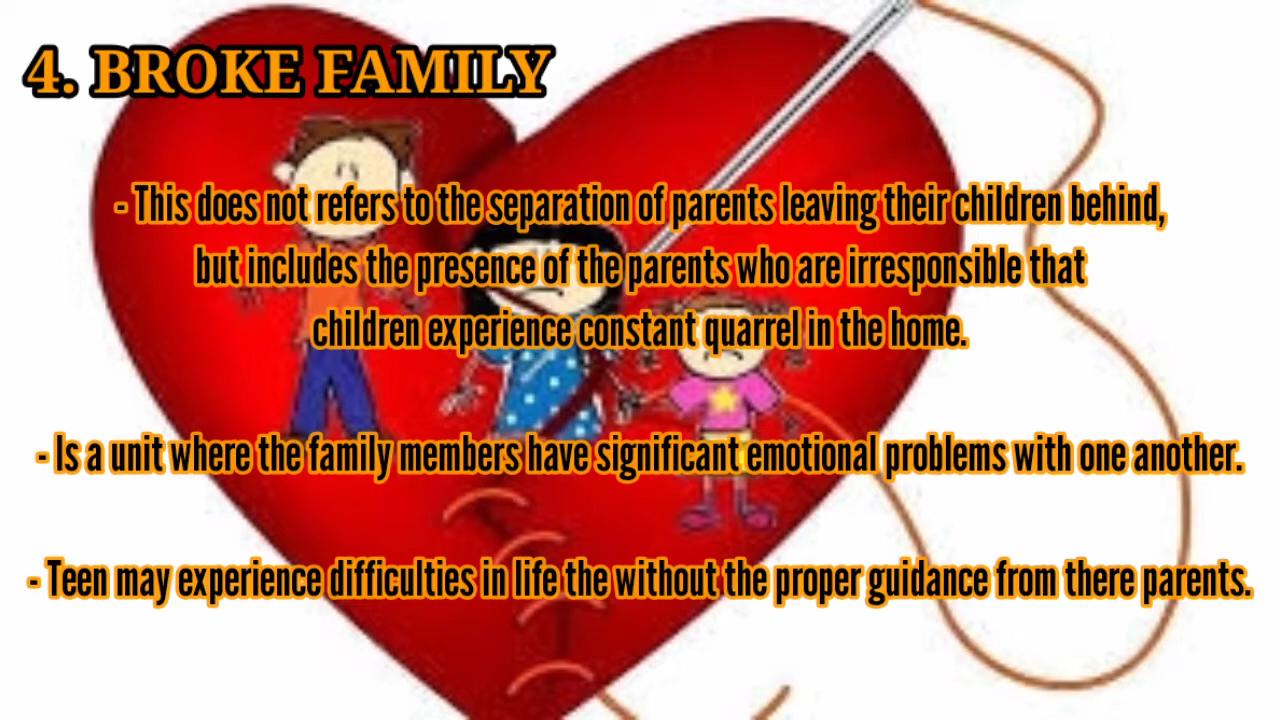 4. BROKE FAMILY
- This does not refers to the separation of parents leaving their children behind,
but includes the presence of the parents who are irresponsible that
children experience constant quarrel in the home.
- Is a unit where the family members have significant emotional problems with one another.
- Teen may experience difficulties in life the without the proper guidance from there parents.